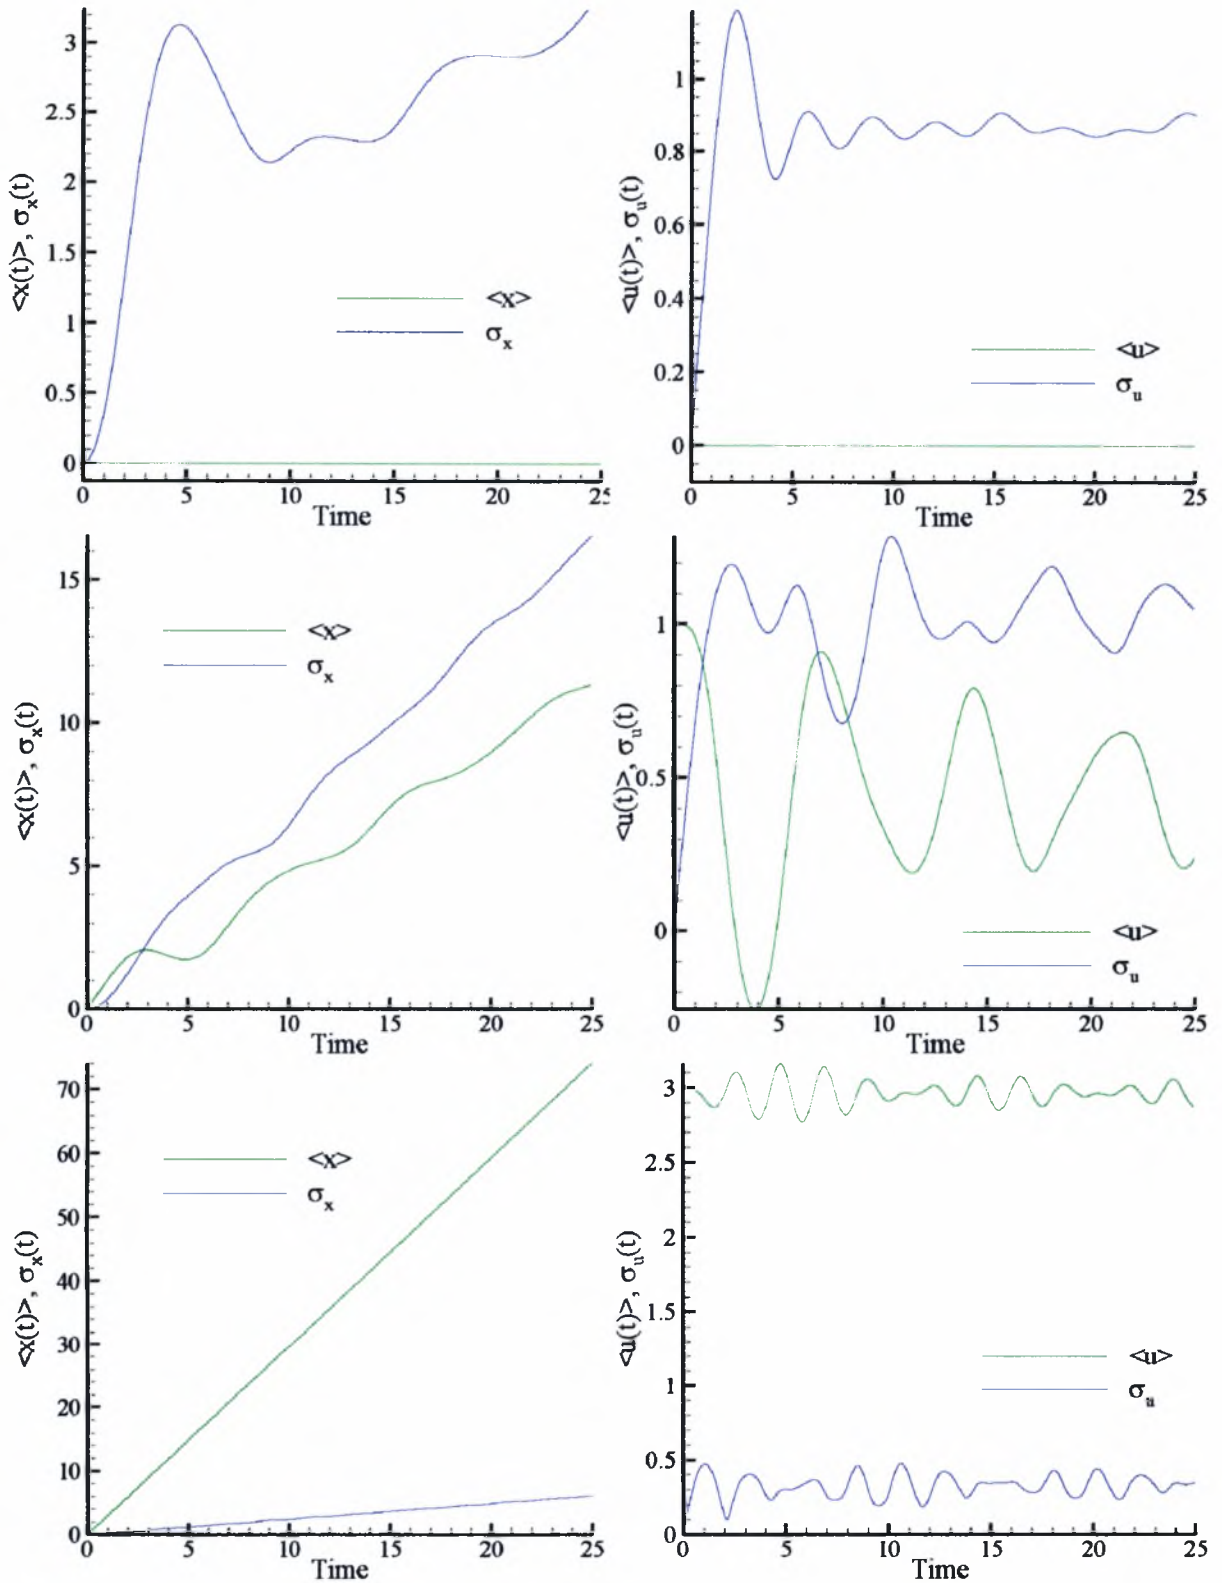 3
2.5
2
1.5
1
0.5
0
<x(t)>, σx(t)
<x>
σx
0 5 10 15 20 25
Time
1
0.8
0.6
0.4
0.2
0
<u(t)>, σu(t)
<u>
σu
0 5 10 15 20 25
Time
15
10
5
0
<x(t)>, σx(t)
<x>
σx
0 5 10 15 20 25
Time
1
0.5
0
<u(t)>, σu(t)
<u>
σu
0 5 10 15 20 25
Time
70
60
50
40
30
20
10
0
<x(t)>, σx(t)
<x>
σx
0 5 10 15 20 25
Time
3
2.5
2
1.5
1
0.5
0
<u(t)>, σu(t)
<u>
σu
0 5 10 15 20 25
Time